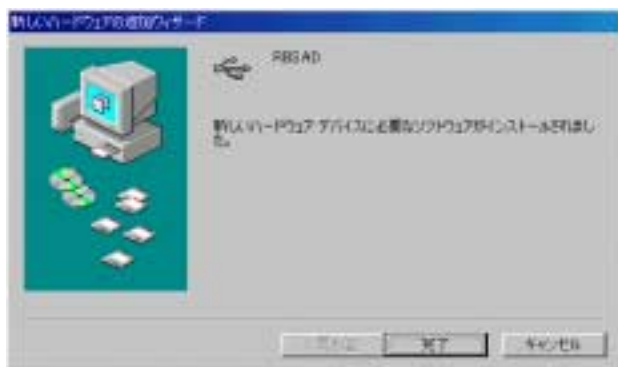 新しいハードウェアの追加ウィザード
新しいハードウェア デバイスに必要なソフトウェアがインストールされまし
た。
完了
キャンセル